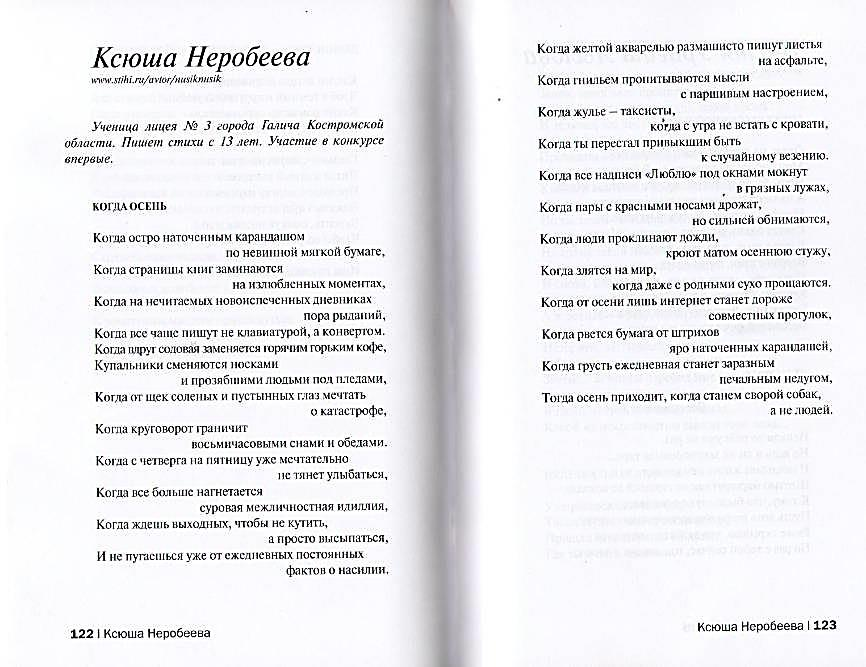 Ксюша Неробеева
www.stihi.ru/avtor/nusiknusik
Ученица лицея № 3 города Галича Костромской
области. Пишет стихи с 13 лет. Участие в конкурсе
впервые.
КОГДА ОСЕНЬ
Когда остро наточенным карандашом
по невинной мягкой бумаге,
Когда страницы книг заминаются
на излюбленных моментах,
Когда на нечитаемых новоиспеченных дневниках
пора рыданий,
Когда все чаще пишут не клавиатурой, а конвертом.
Когда вдруг содовая заменяется горячим горьким кофе,
Купальники сменяются носками
и прозябшими людьми под пледами,
Когда от щек соленых и пустынных глаз мечтать
о катастрофе,
Когда круговорот граничит
восьмичасовыми снами и обедами.
Когда с четверга на пятницу уже мечтательно
не тянет улыбаться,
Когда все больше нагнетается
суровая межличностная идиллия,
Когда ждешь выходных, чтобы не кутить,
а просто высыпаться,
И не пугаешься уже от ежедневных постоянных
фактов о насилии.
122 | Ксюша Неробеева
Когда желтой акварелью размашисто пишут листья
на асфальте,
Когда гнильем пропитываются мысли
с паршивым настроением,
Когда жулье – таксисты,
когда с утра не встать с кровати,
Когда ты перестал привыкшим быть
к случайному везению.
Когда все надписи «Люблю» под окнами мокнут
в грязных лужах,
Когда пары с красными носами дрожат,
но сильней обнимаются,
Когда люди проклинают дожди,
кроют матом осеннюю стужу,
Когда злятся на мир,
когда даже с родными сухо прощаются.
Когда от осени лишь интернет станет дороже
совместных прогулок,
Когда рвется бумага от штрихов
яро наточенных карандашей,
Когда грусть ежедневная станет заразным
печальным недугом,
Тогда осень приходит, когда станем сворой собак,
а не людей.
Ксюша Неробеева | 123